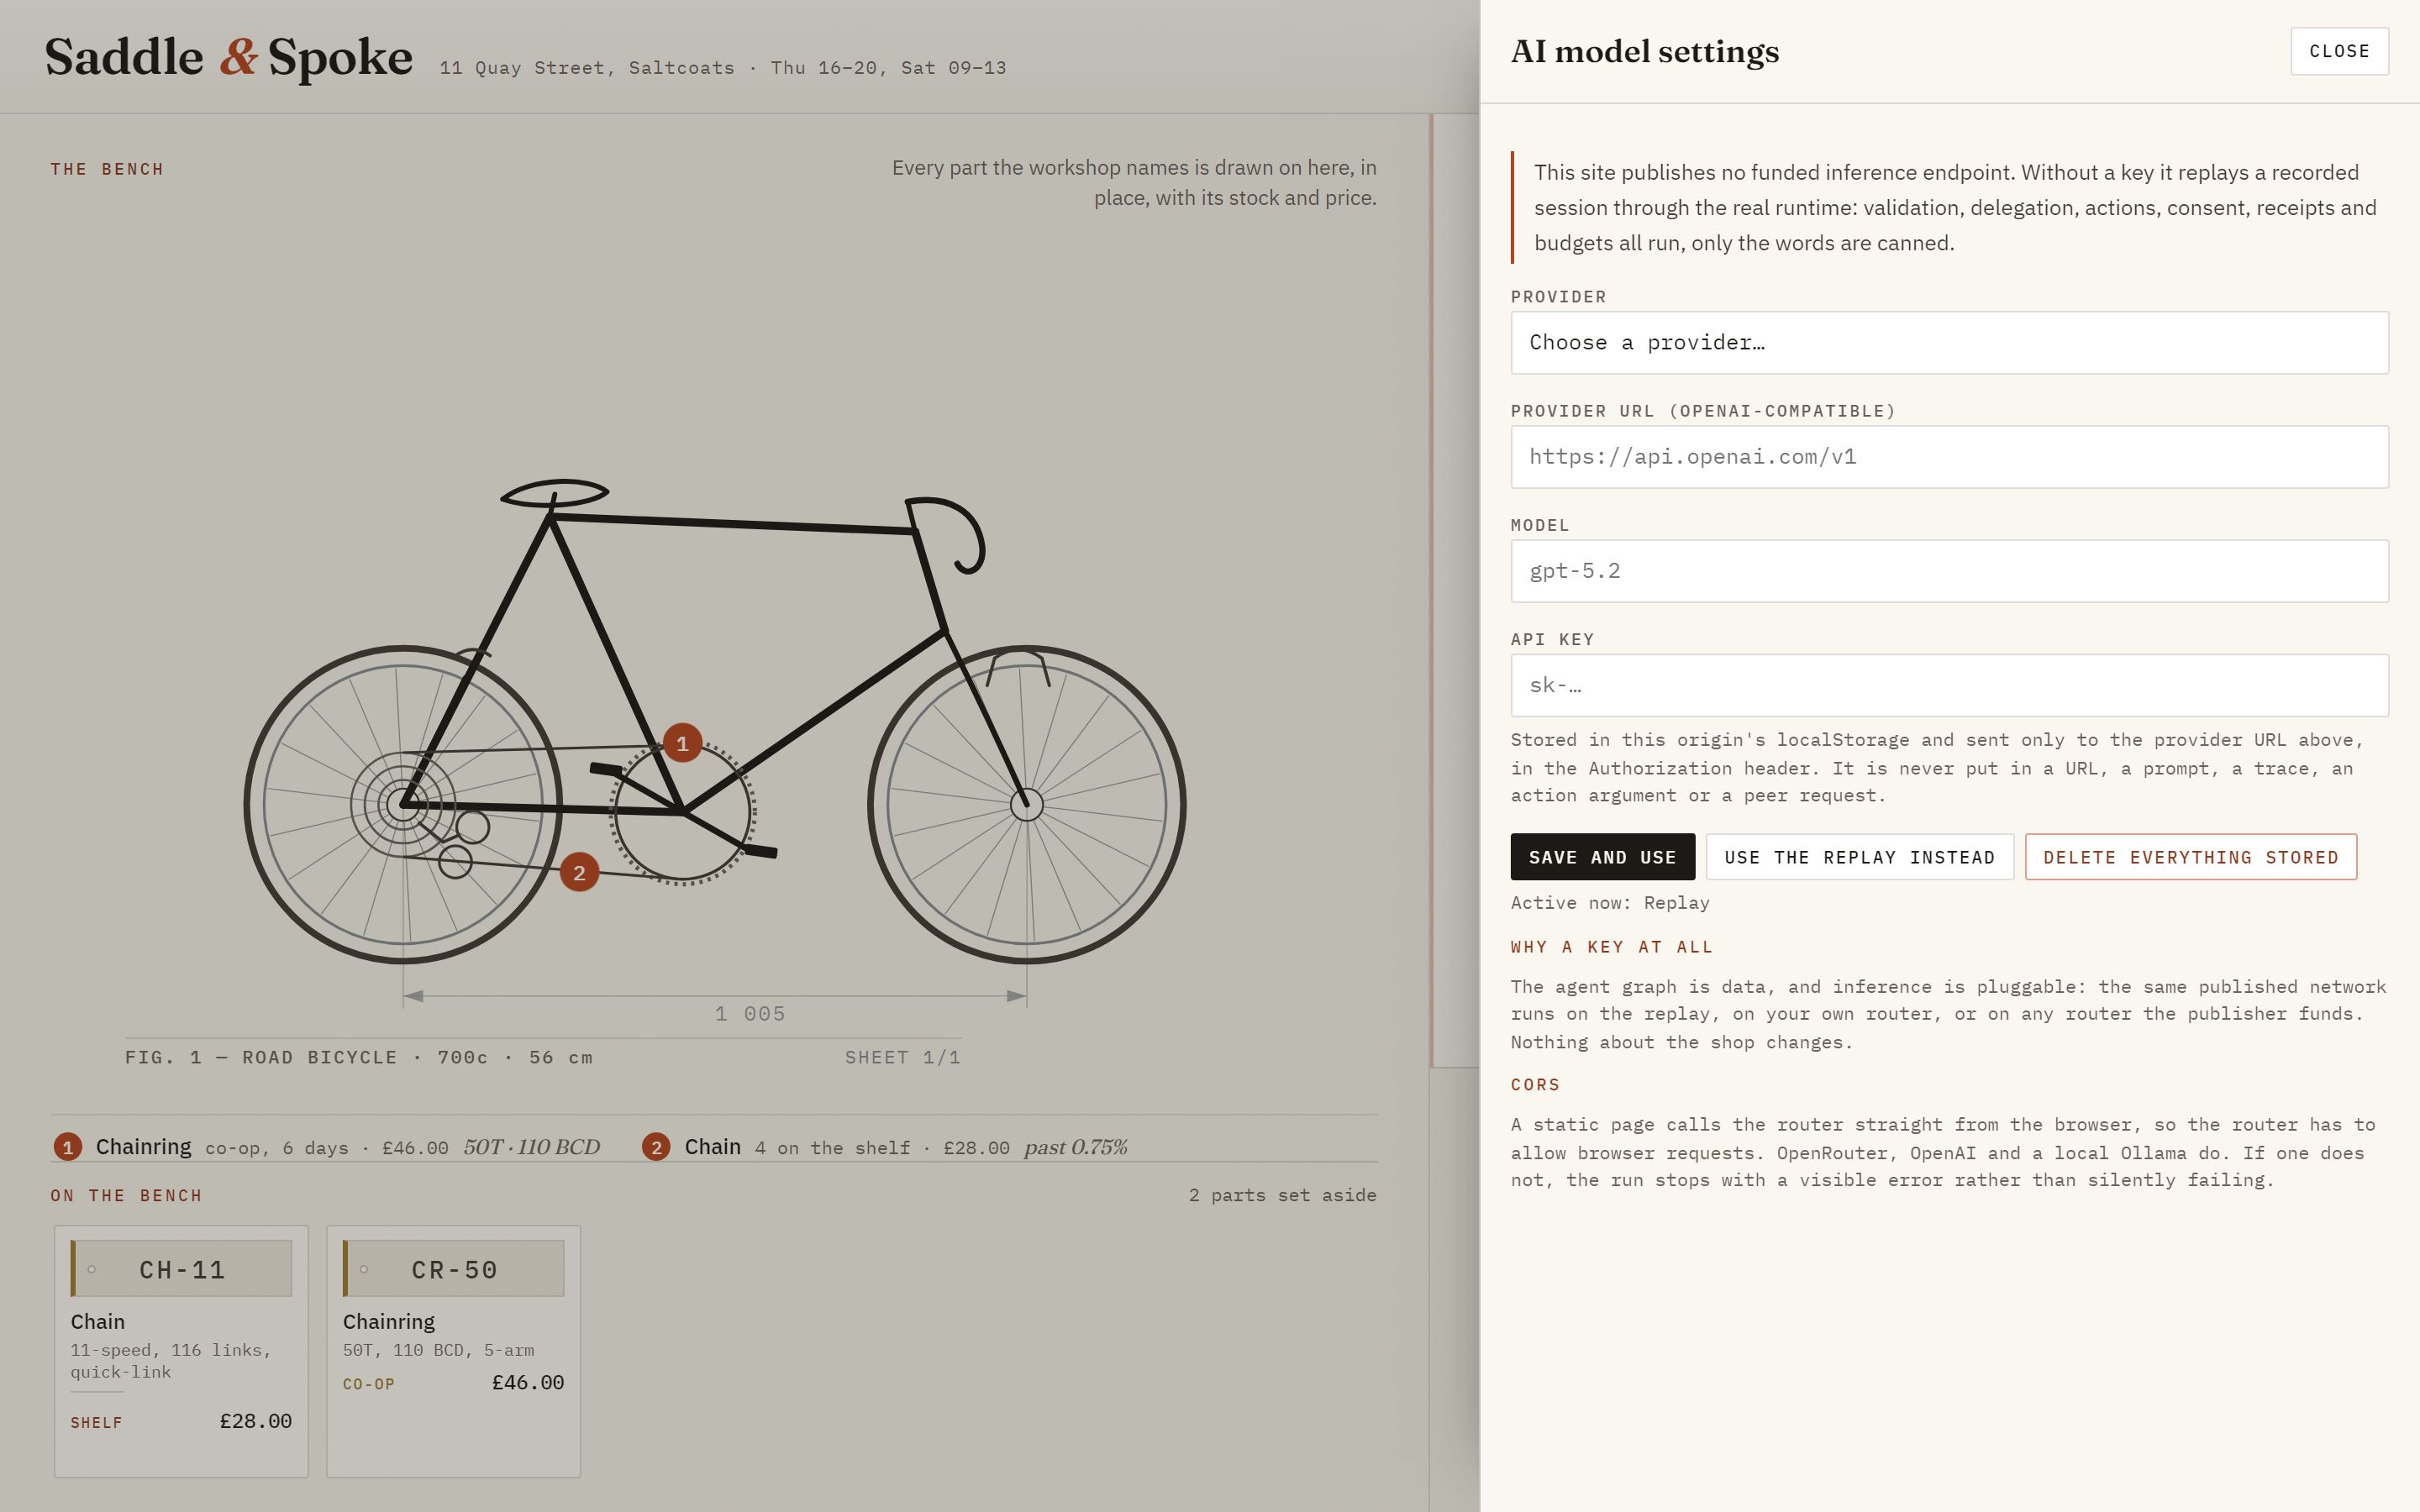 Saddle & Spoke
11 Quay Street, Saltcoats · Thu 16–20, Sat 09–13
THE BENCH
Every part the workshop names is drawn on here, in
place, with its stock and price.
1
2
1 005
FIG. 1 — ROAD BICYCLE · 700c · 56 cm
SHEET 1/1
1 Chainring co-op, 6 days · £46.00 50T · 110 BCD
2 Chain 4 on the shelf · £28.00 past 0.75%
ON THE BENCH
2 parts set aside
CH-11
Chain
11-speed, 116 links,
quick-link
SHELF £28.00
CR-50
Chainring
50T, 110 BCD, 5-arm
CO-OP £46.00
AI model settings
CLOSE
This site publishes no funded inference endpoint. Without a key it replays a recorded
session through the real runtime: validation, delegation, actions, consent, receipts and
budgets all run, only the words are canned.
PROVIDER
Choose a provider…
PROVIDER URL (OPENAI-COMPATIBLE)
https://api.openai.com/v1
MODEL
gpt-5.2
API KEY
sk-…
Stored in this origin's localStorage and sent only to the provider URL above,
in the Authorization header. It is never put in a URL, a prompt, a trace, an
action argument or a peer request.
SAVE AND USE
USE THE REPLAY INSTEAD
DELETE EVERYTHING STORED
Active now: Replay
WHY A KEY AT ALL
The agent graph is data, and inference is pluggable: the same published network
runs on the replay, on your own router, or on any router the publisher funds.
Nothing about the shop changes.
CORS
A static page calls the router straight from the browser, so the router has to
allow browser requests. OpenRouter, OpenAI and a local Ollama do. If one does
not, the run stops with a visible error rather than silently failing.